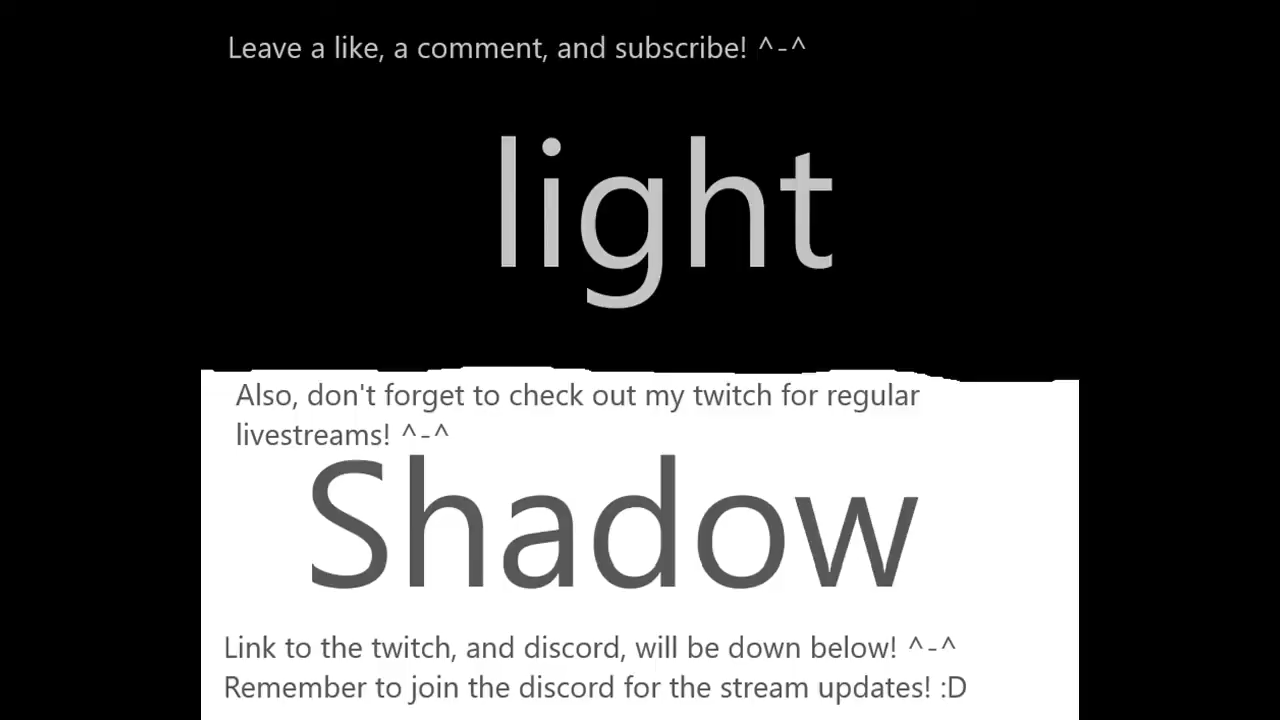 Leave a like, a comment, and subscribe! ^-^
light
Also, don't forget to check out my twitch for regular
livestreams! ^-^
Shadow
Link to the twitch, and discord, will be down below! ^-^
Remember to join the discord for the stream updates! :D